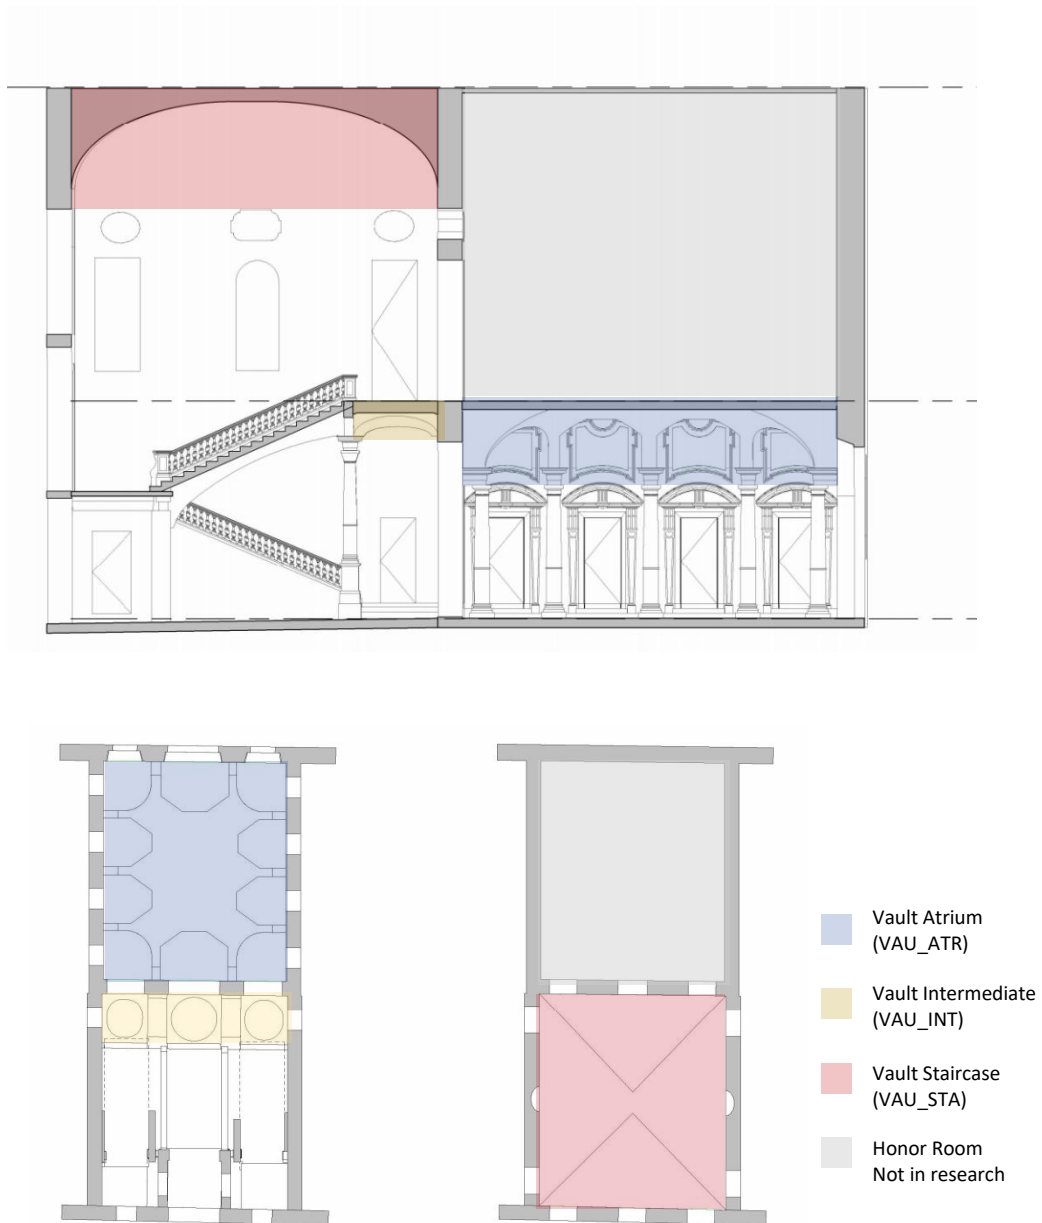 Vault Atrium
(VAU_ATR)
Vault Intermediate
(VAU_INT)
Vault Staircase
(VAU_STA)
Honor Room
Not in research